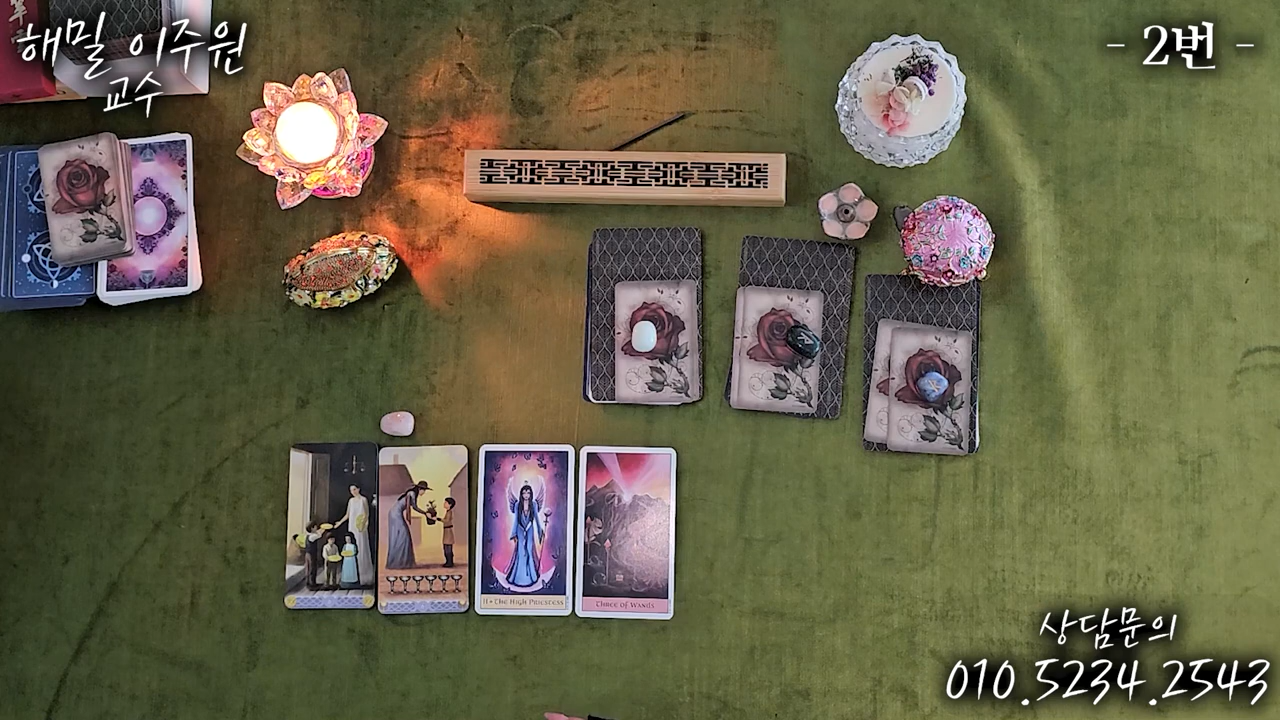 해밀 이주원
교수
- 2번 -
II • The High Priestess
Three of Wands
상담문의
010.5234.2543